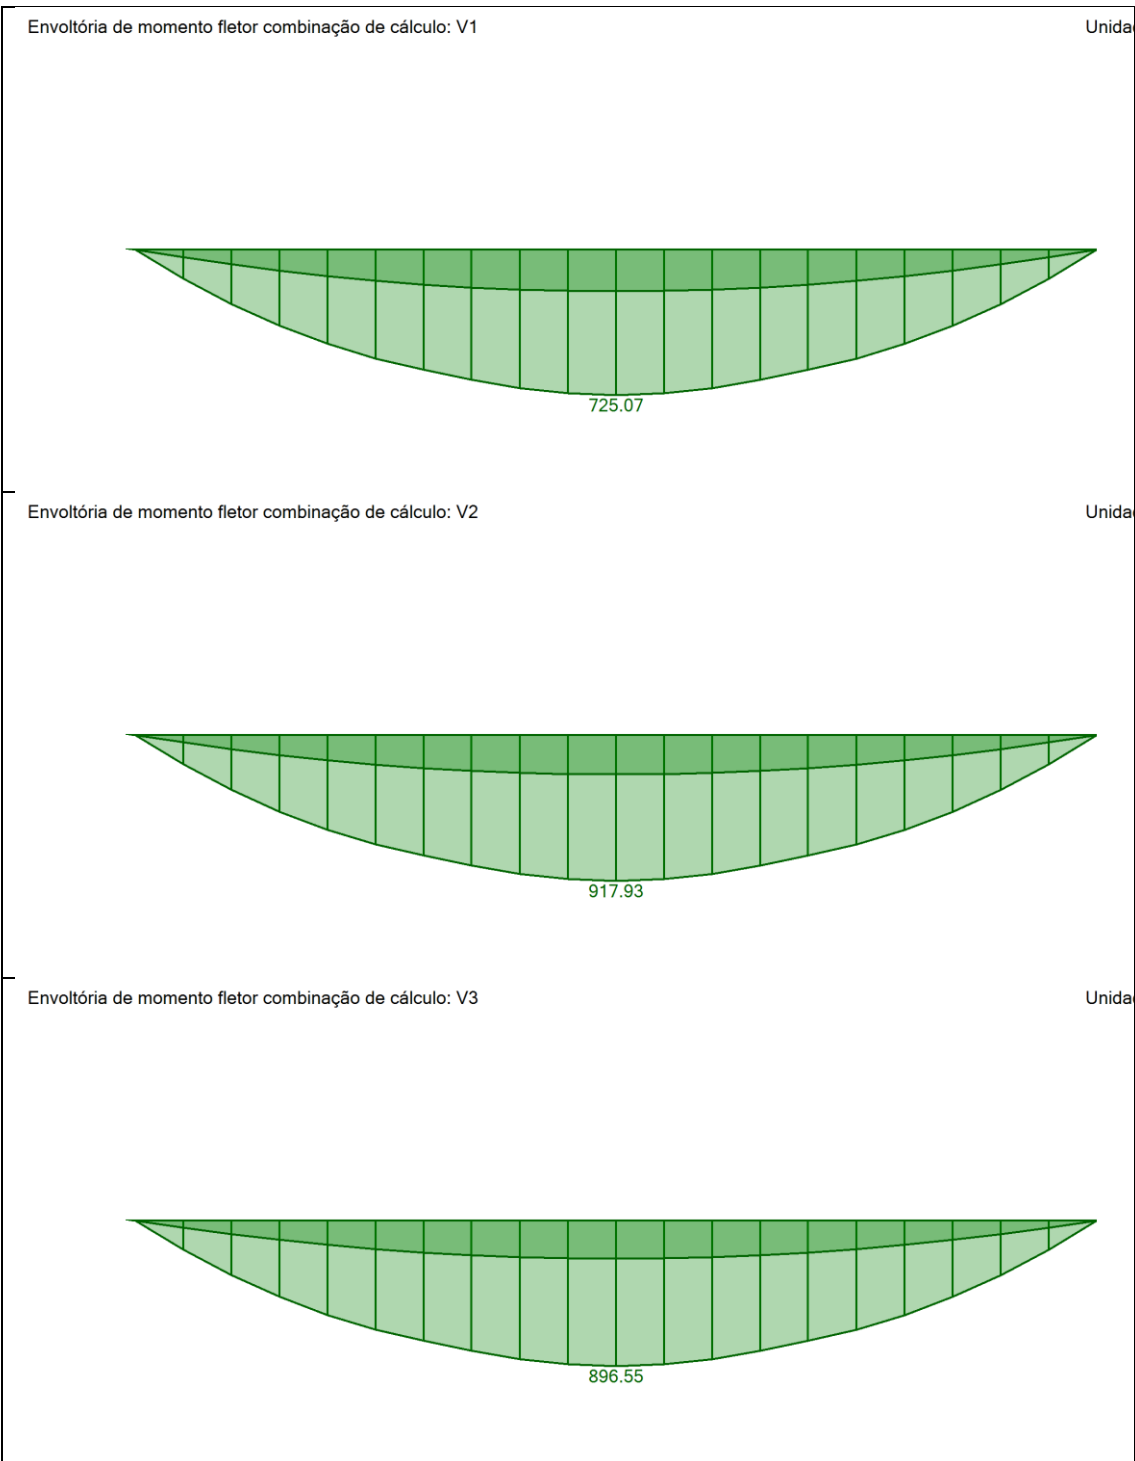 Envoltória de momento fletor combinação de cálculo: V1
725.07
Envoltória de momento fletor combinação de cálculo: V2
917.93
Envoltória de momento fletor combinação de cálculo: V3
896.55